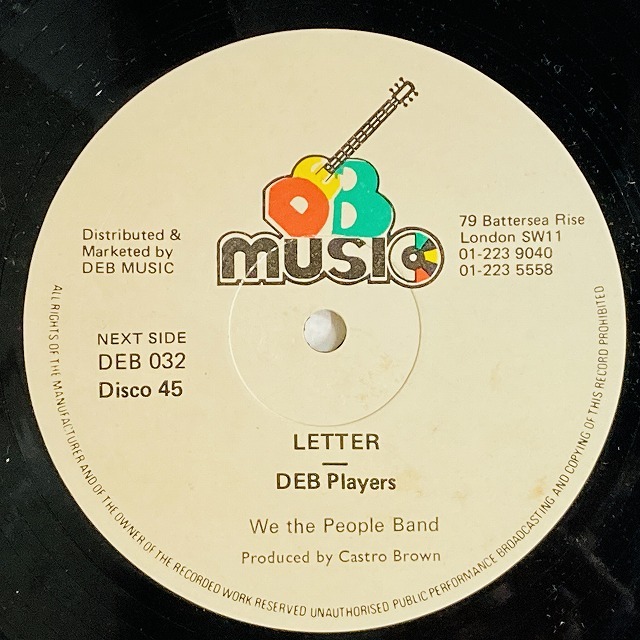 DEB
MUSIC
Distributed &
Marketed by
DEB MUSIC
79 Battersea Rise
London SW11
01-223 9040
01-223 5558
NEXT SIDE
DEB 032
Disco 45
LETTER
DEB Players
We the People Band
Produced by Castro Brown
ALL RIGHTS OF THE MANUFACTURER AND OF THE OWNER OF THE RECORDED WORK RESERVED UNAUTHORISED PUBLIC PERFORMANCE BROADCASTING AND COPYING OF THIS RECORD PROHIBITED